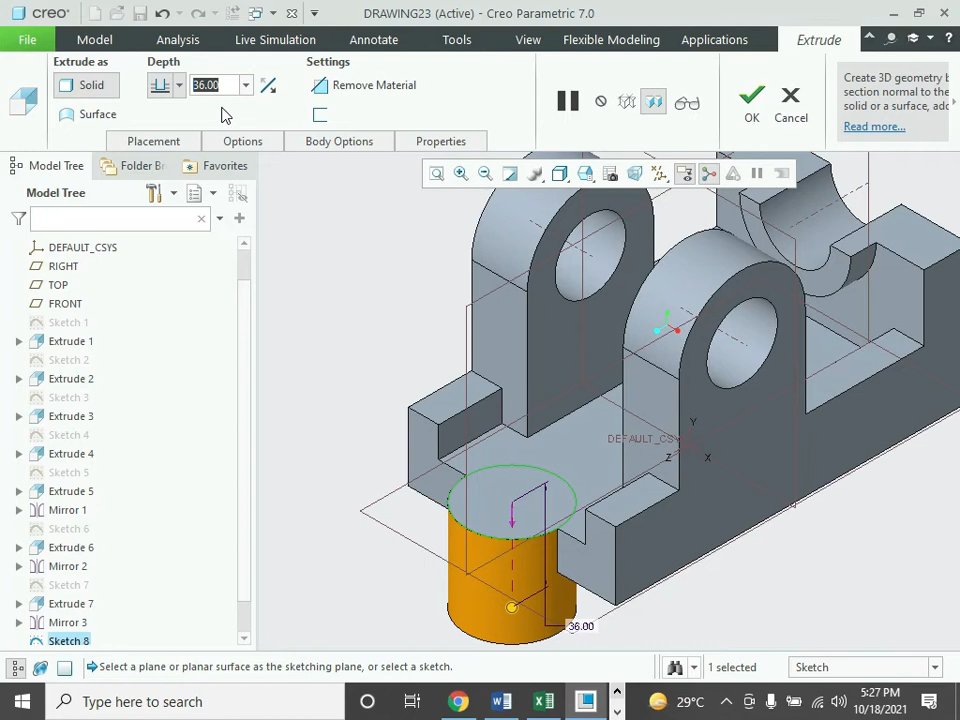 creo
DRAWING23 (Active) - Creo Parametric 7.0
File Model Analysis Live Simulation Annotate Tools View Flexible Modeling Applications Extrude
Extrude as Depth Settings
Solid 36.00 Remove Material
Surface
OK Cancel
Create 3D geometry b
section normal to the
solid or a surface, ad
Read more...
Placement Options Body Options Properties
Model Tree Folder Br Favorites
Model Tree
DEFAULT_CSYS
RIGHT
TOP
FRONT
Sketch 1
Extrude 1
Sketch 2
Extrude 2
Sketch 3
Extrude 3
Sketch 4
Extrude 4
Sketch 5
Extrude 5
Mirror 1
Sketch 6
Extrude 6
Mirror 2
Sketch 7
Extrude 7
Mirror 3
Sketch 8
Y
DEFAULT_CSYS
Z X
36.00
Select a plane or planar surface as the sketching plane, or select a sketch. 1 selected Sketch
Type here to search 29°C 5:27 PM
10/18/2021